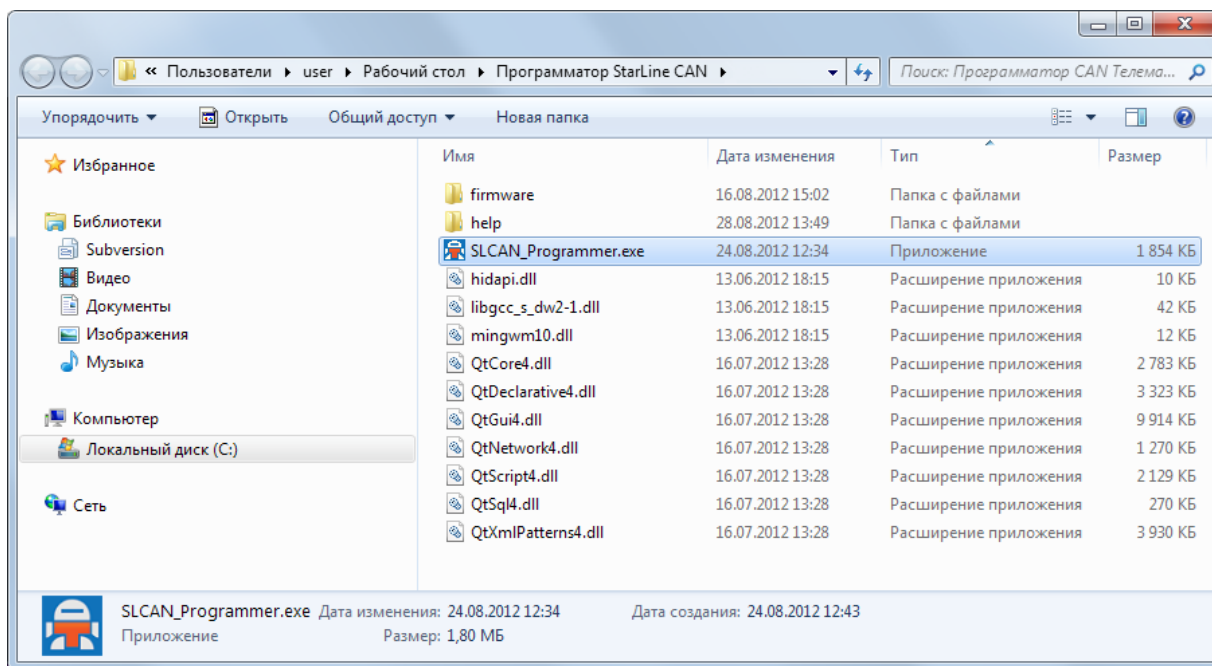 « Пользователи ▸ user ▸ Рабочий стол ▸ Программатор StarLine CAN ▸
Поиск: Программатор CAN Телема...
Упорядочить ▼ Открыть Общий доступ ▼ Новая папка
Избранное
Библиотеки
Subversion
Видео
Документы
Изображения
Музыка
Компьютер
Локальный диск (C:)
Сеть
Имя Дата изменения Тип Размер
firmware 16.08.2012 15:02 Папка с файлами
help 28.08.2012 13:49 Папка с файлами
SLCAN_Programmer.exe 24.08.2012 12:34 Приложение 1 854 КБ
hidapi.dll 13.06.2012 18:15 Расширение приложения 10 КБ
libgcc_s_dw2-1.dll 13.06.2012 18:15 Расширение приложения 42 КБ
mingwm10.dll 13.06.2012 18:15 Расширение приложения 12 КБ
QtCore4.dll 16.07.2012 13:28 Расширение приложения 2 783 КБ
QtDeclarative4.dll 16.07.2012 13:28 Расширение приложения 3 323 КБ
QtGui4.dll 16.07.2012 13:28 Расширение приложения 9 914 КБ
QtNetwork4.dll 16.07.2012 13:28 Расширение приложения 1 270 КБ
QtScript4.dll 16.07.2012 13:28 Расширение приложения 2 129 КБ
QtSql4.dll 16.07.2012 13:28 Расширение приложения 270 КБ
QtXmlPatterns4.dll 16.07.2012 13:28 Расширение приложения 3 930 КБ
SLCAN_Programmer.exe Дата изменения: 24.08.2012 12:34 Дата создания: 24.08.2012 12:43
Приложение Размер: 1,80 МБ